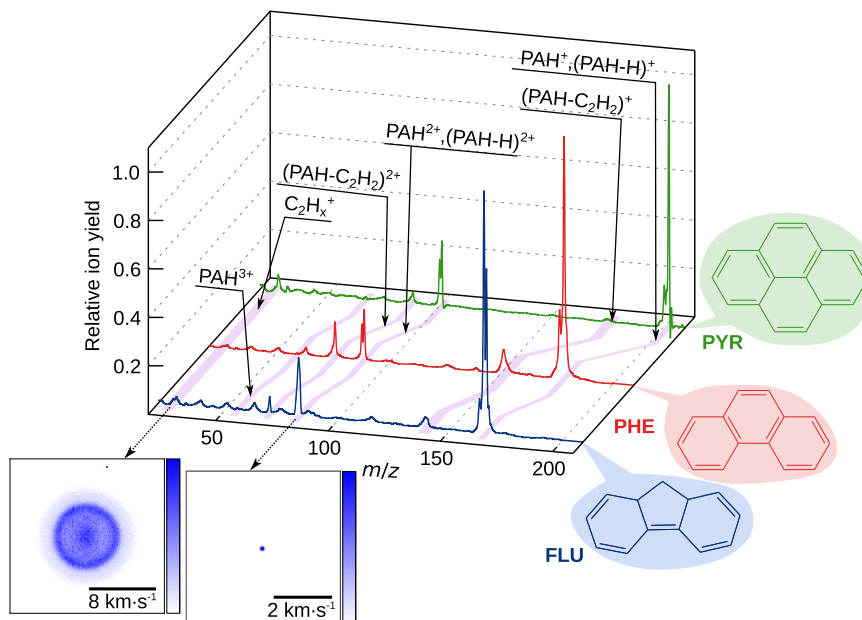 PAH⁺,(PAH-H)⁺
(PAH-C₂H₂)⁺
PAH²⁺,(PAH-H)²⁺
(PAH-C₂H₂)²⁺
C₂Hₓ⁺
PAH³⁺
Relative ion yield
1.0
0.8
0.6
0.4
0.2
50
100
150
200
m/z
PYR
PHE
FLU
8 km·s⁻¹
2 km·s⁻¹